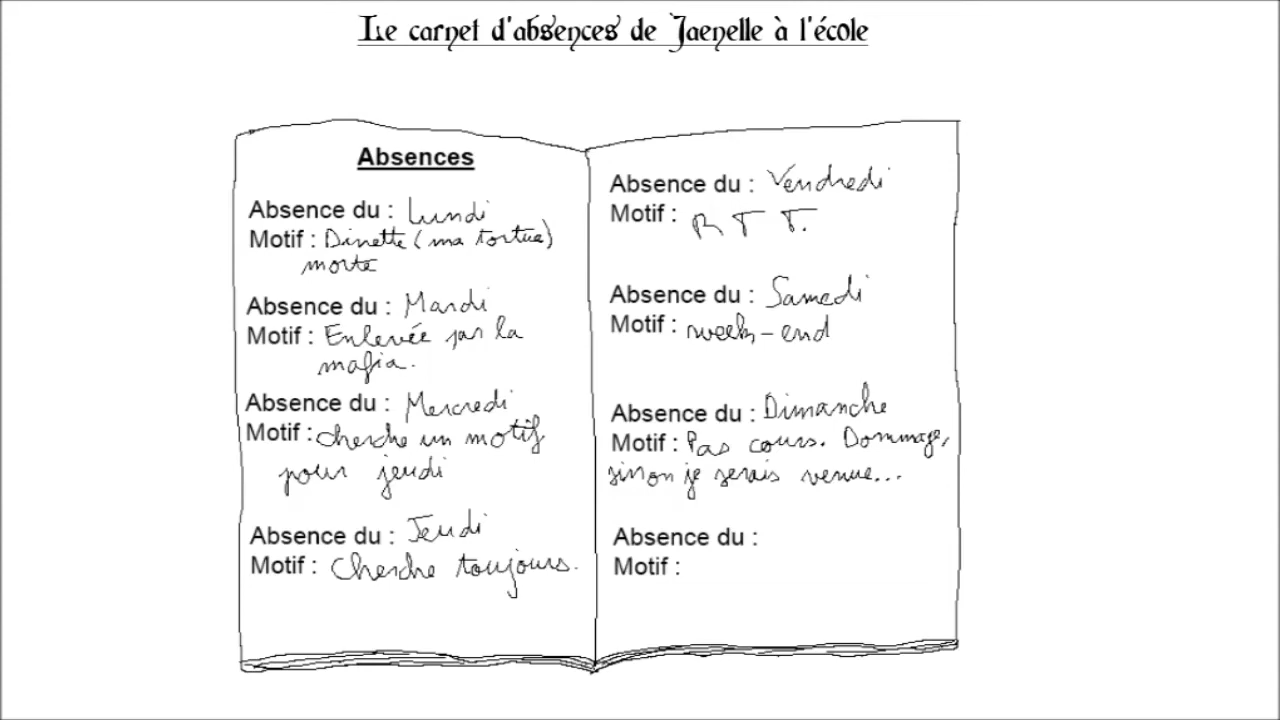 Le carnet d'absences de Jaenelle à l'école
Absences
Absence du : Lundi
Motif : Dinette (ma tortue)
morte
Absence du : Mardi
Motif : Enlevée par la
mafia.
Absence du : Mercredi
Motif : cherche un motif
pour jeudi
Absence du : Jeudi
Motif : Cherche toujours.
Absence du : Vendredi
Motif : R T T.
Absence du : Samedi
Motif : week-end
Absence du : Dimanche
Motif : Pas cours. Dommage,
sinon je serais venue...
Absence du :
Motif :